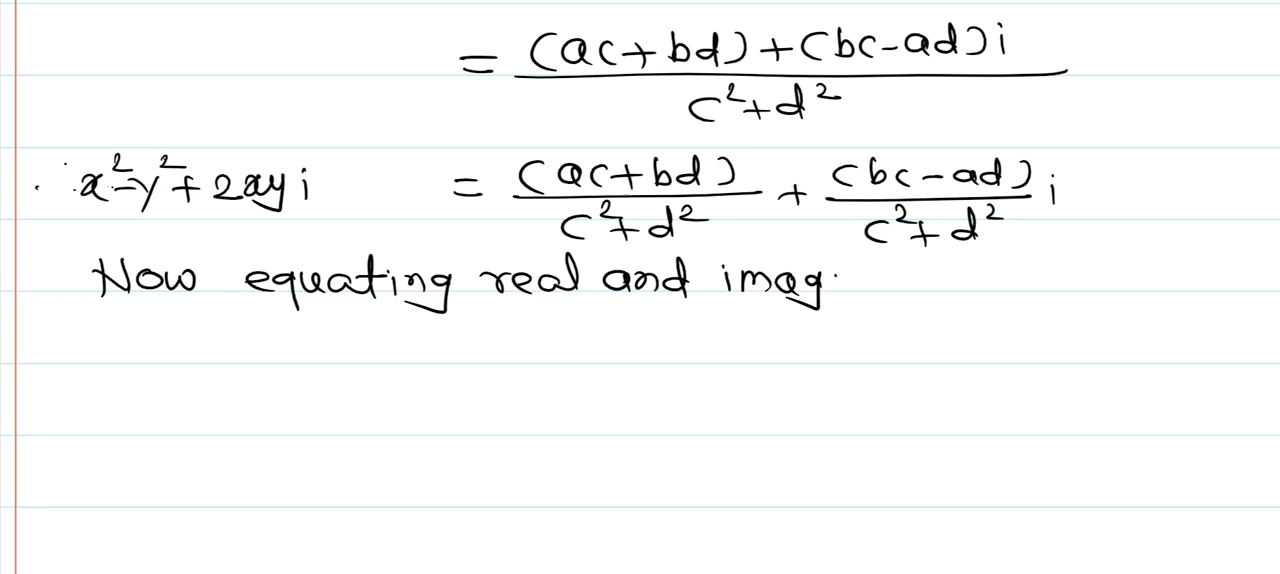 = (ac+bd)+(bc-ad)i / c²+d²
∴ x²-y²+2xyi = (ac+bd) / c²+d² + (bc-ad) / c²+d² i
Now equating real and imag.